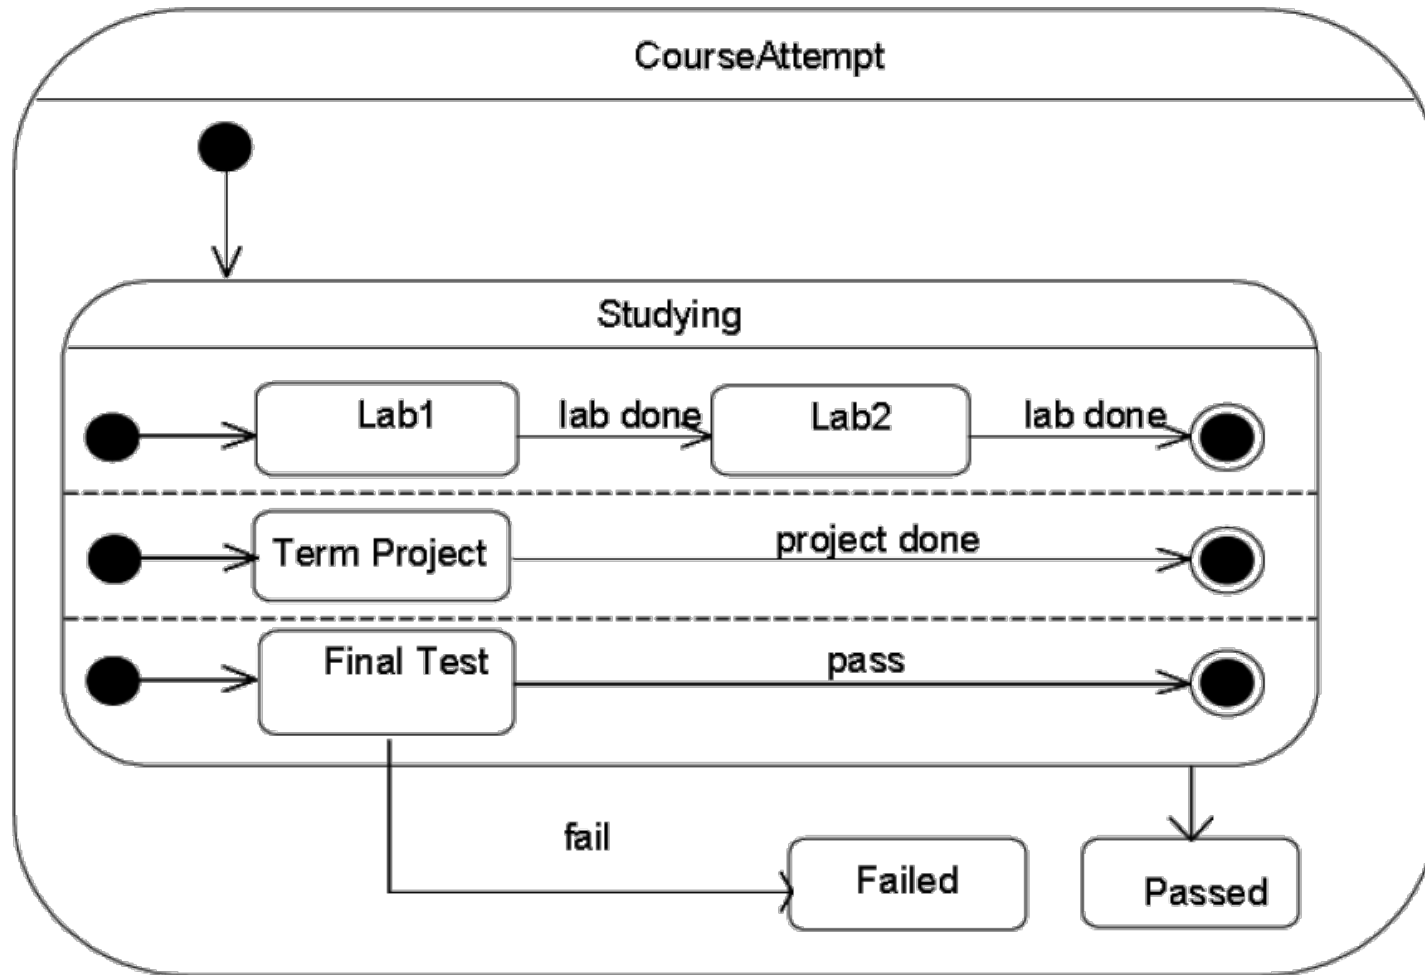 CourseAttempt
Studying
Lab1
lab done
Lab2
lab done
Term Project
project done
Final Test
pass
fail
Failed
Passed